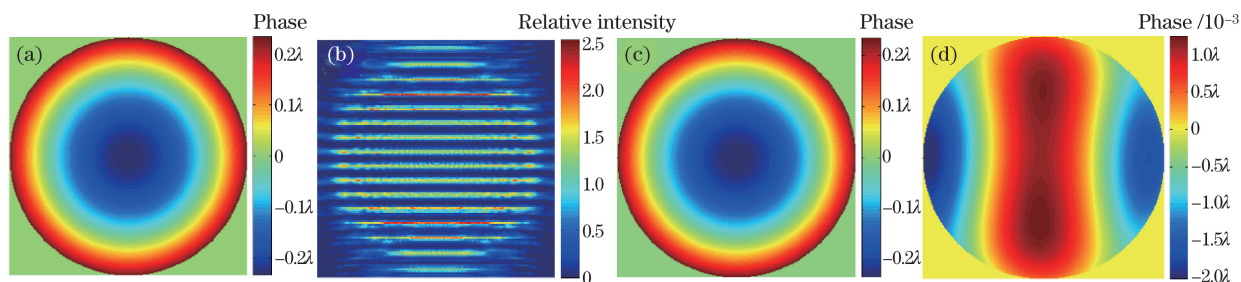 Phase
Relative intensity
Phase
Phase /10⁻³
(a)
0.2λ
0.1λ
0
−0.1λ
−0.2λ
(b)
2.5
2.0
1.5
1.0
0.5
0
(c)
0.2λ
0.1λ
0
−0.1λ
−0.2λ
(d)
1.0λ
0.5λ
0
−0.5λ
−1.0λ
−1.5λ
−2.0λ